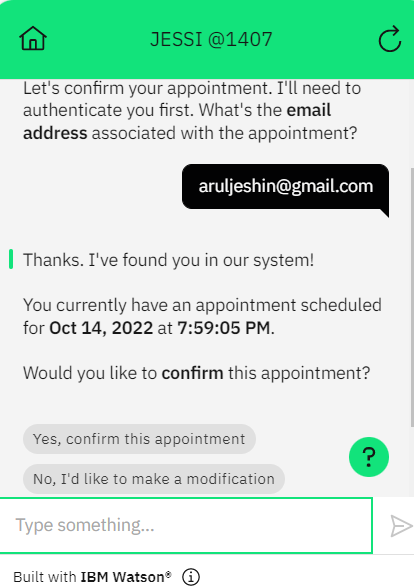 JESSI @1407
Let's confirm your appointment. I'll need to
authenticate you first. What's the email
address associated with the appointment?
aruljeshin@gmail.com
Thanks. I've found you in our system!
You currently have an appointment scheduled
for Oct 14, 2022 at 7:59:05 PM.
Would you like to confirm this appointment?
Yes, confirm this appointment
?
No, I'd like to make a modification
Type something...
Built with IBM Watson®